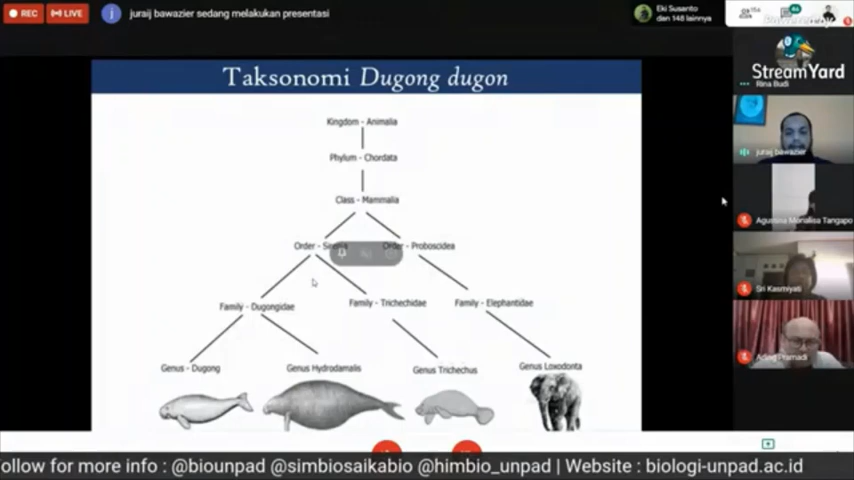 REC
LIVE
j
juraij bawazier sedang melakukan presentasi
Eki Susanto
dan 148 lainnya
StreamYard
Rina Budi
juraij bawazier
Agustina Monalisa Tangapo
Sri Kasmiyati
Ading Pramadi
Taksonomi Dugong dugon
Kingdom - Animalia
Phylum - Chordata
Class - Mammalia
Order -
Order - Proboscidea
Family - Dugongidae
Family - Trichechidae
Family - Elephantidae
Genus - Dugong
Genus Hydrodamalis
Genus Trichechus
Genus Loxodonta
ollow for more info : @biounpad @simbiosaikabio @himbio_unpad | Website : biologi-unpad.ac.id